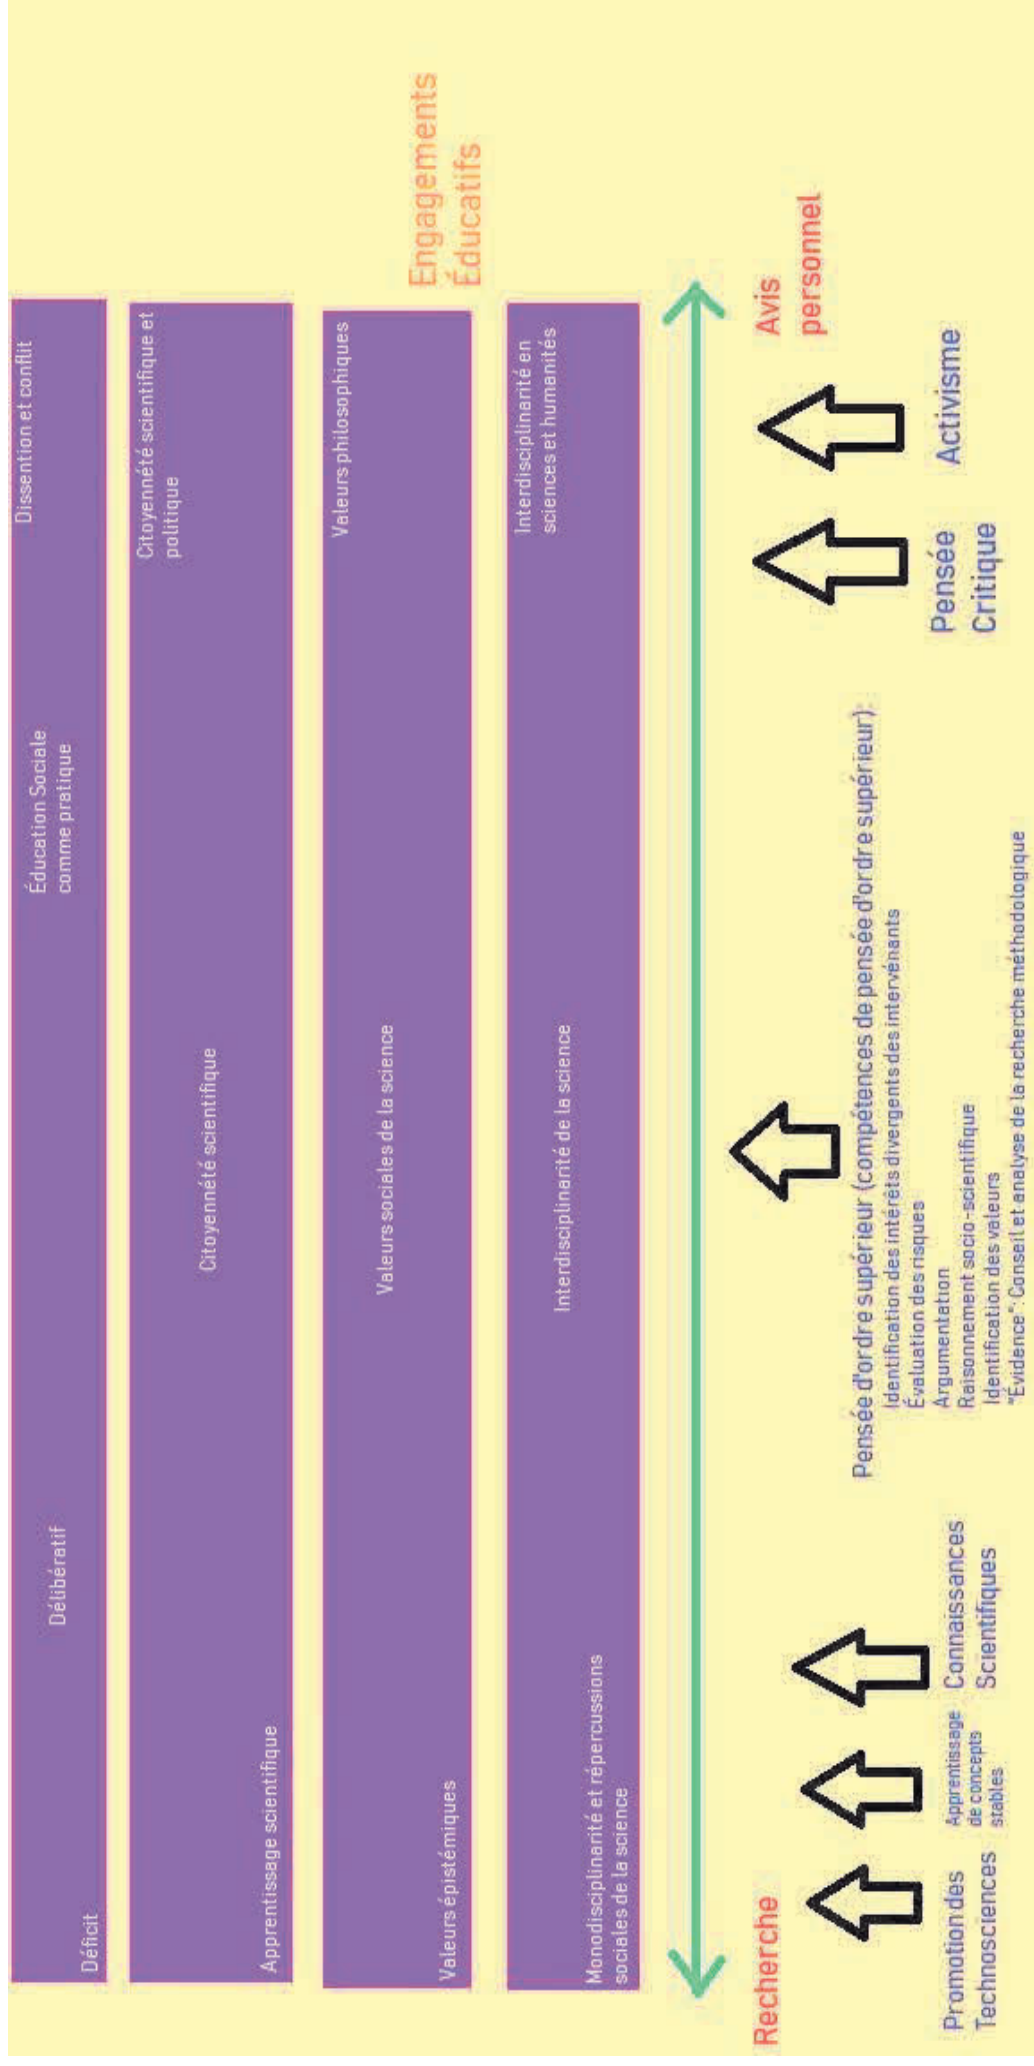 Déficit
Délibératif
Éducation Sociale
comme pratique
Dissention et conflit
Apprentissage scientifique
Citoyennété scientifique
Citoyennété scientifique et
politique
Valeurs épistémiques
Valeurs sociales de la science
Valeurs philosophiques
Engagements
Éducatifs
Monodisciplinarité et répercussions
sociales de la science
Interdisciplinarité de la science
Interdisciplinarité en
sciences et humanités
Recherche
Avis
personnel
Promotion des
Technosciences
Apprentissage
de concepts
stables
Connaissances
Scientifiques
Pensée d'ordre supérieur (compétences de pensée d'ordre supérieur):
Identification des intérêts divergents des intervénants
Évaluation des risques
Argumentation
Raisonnement socio-scientifique
Identification des valeurs
"Évidence": Conseil et analyse de la recherche méthodologique
Pensée
Critique
Activisme